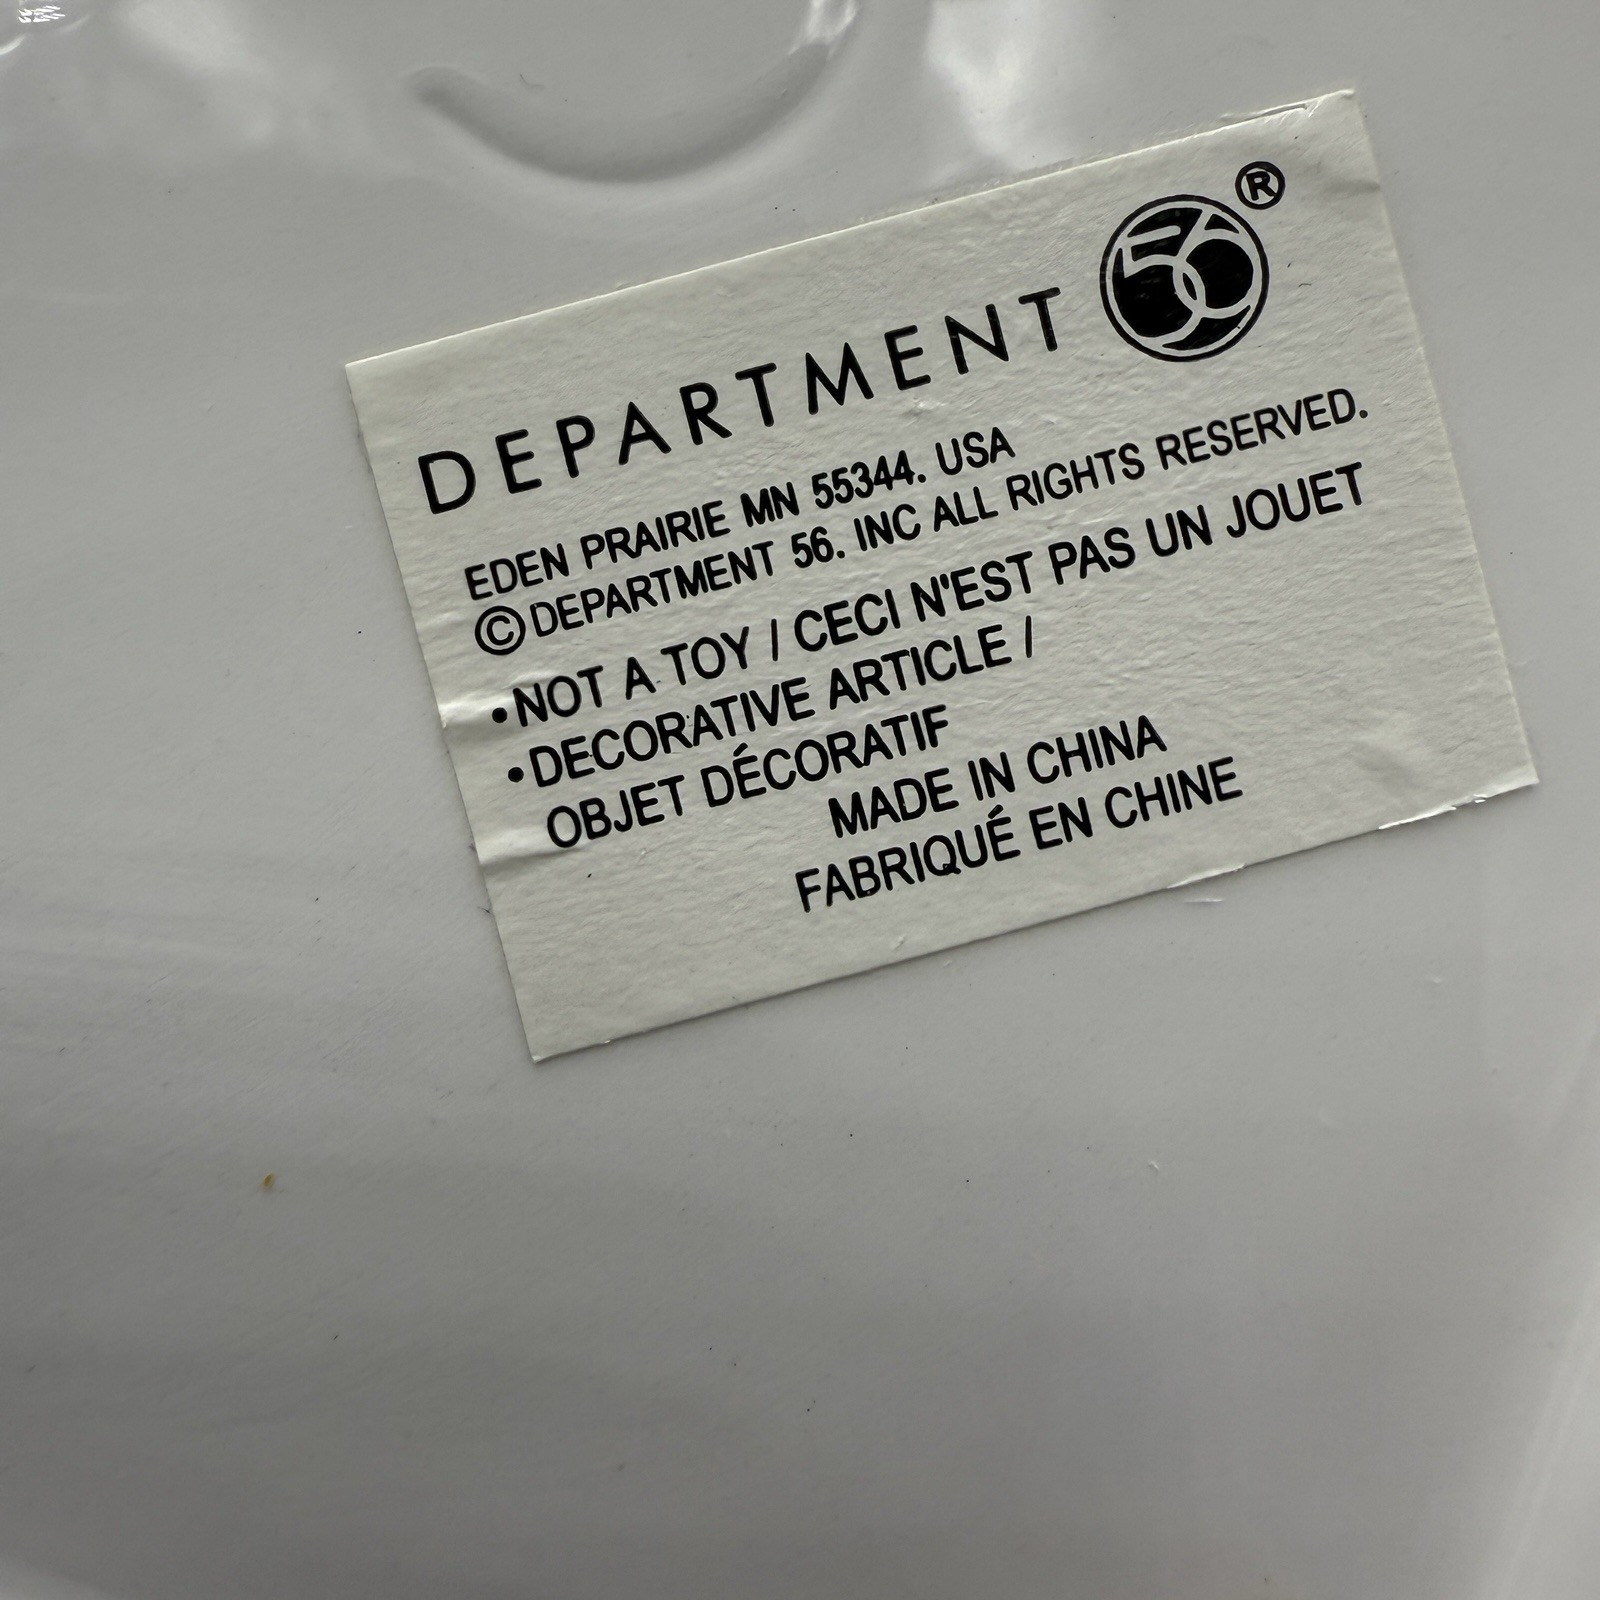 DEPARTMENT 56®
EDEN PRAIRIE MN 55344. USA
©DEPARTMENT 56. INC ALL RIGHTS RESERVED.
•NOT A TOY / CECI N'EST PAS UN JOUET
•DECORATIVE ARTICLE /
OBJET DÉCORATIF
MADE IN CHINA
FABRIQUÉ EN CHINE